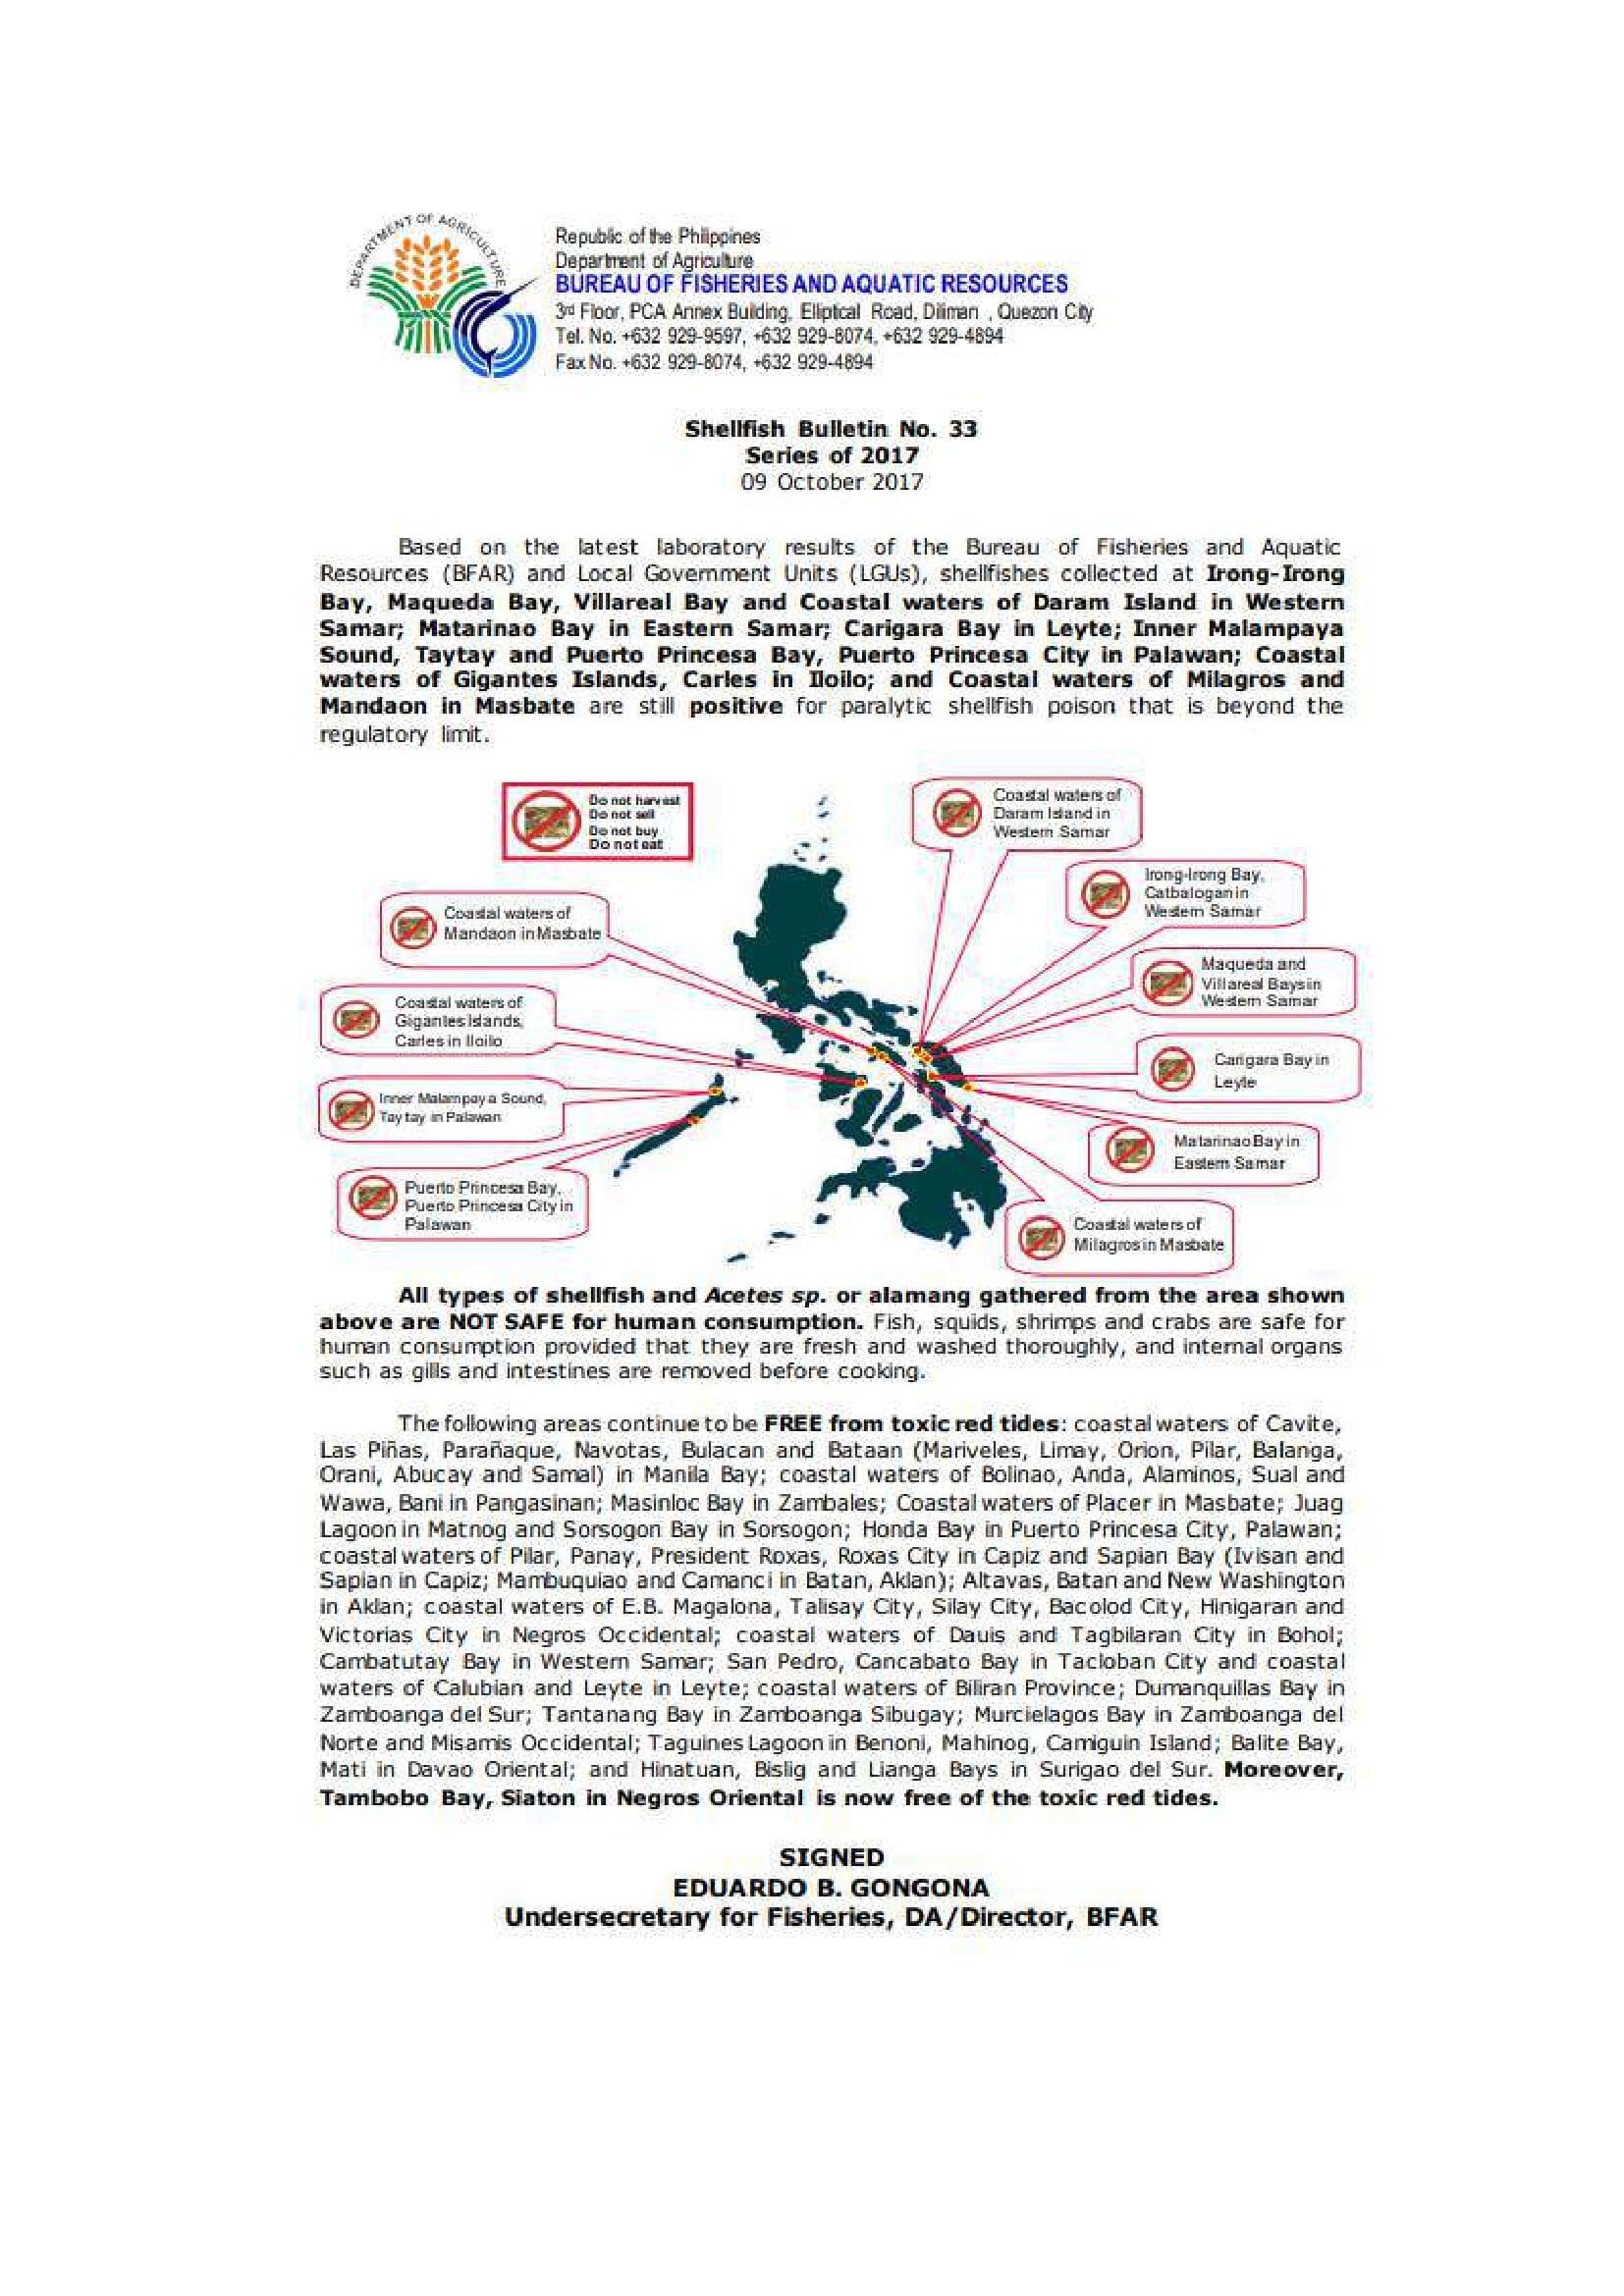 DEPARTMENT OF AGRICULTURE
Republic of the Philippines
Department of Agriculture
BUREAU OF FISHERIES AND AQUATIC RESOURCES
3rd Floor, PCA Annex Building, Elliptical Road, Diliman , Quezon City
Tel. No. +632 929-9597, +632 929-8074, +632 929-4894
Fax No. +632 929-8074, +632 929-4894
Shellfish Bulletin No. 33
Series of 2017
09 October 2017
Based on the latest laboratory results of the Bureau of Fisheries and Aquatic
Resources (BFAR) and Local Government Units (LGUs), shellfishes collected at Irong-Irong
Bay, Maqueda Bay, Villareal Bay and Coastal waters of Daram Island in Western
Samar; Matarinao Bay in Eastern Samar; Carigara Bay in Leyte; Inner Malampaya
Sound, Taytay and Puerto Princesa Bay, Puerto Princesa City in Palawan; Coastal
waters of Gigantes Islands, Carles in Iloilo; and Coastal waters of Milagros and
Mandaon in Masbate are still positive for paralytic shellfish poison that is beyond the
regulatory limit.
Do not harvest
Do not sell
Do not buy
Do not eat
Coastal waters of
Daram Island in
Western Samar
Irong-Irong Bay,
Catbalogan in
Western Samar
Coastal waters of
Mandaon in Masbate
Maqueda and
Villareal Bays in
Western Samar
Coastal waters of
Gigantes Islands,
Carles in Iloilo
Carigara Bay in
Leyte
Inner Malampaya Sound,
Taytay in Palawan
Matarinao Bay in
Eastern Samar
Puerto Princesa Bay,
Puerto Princesa City in
Palawan
Coastal waters of
Milagros in Masbate
All types of shellfish and Acetes sp. or alamang gathered from the area shown
above are NOT SAFE for human consumption. Fish, squids, shrimps and crabs are safe for
human consumption provided that they are fresh and washed thoroughly, and internal organs
such as gills and intestines are removed before cooking.
The following areas continue to be FREE from toxic red tides: coastal waters of Cavite,
Las Piñas, Parañaque, Navotas, Bulacan and Bataan (Mariveles, Limay, Orion, Pilar, Balanga,
Orani, Abucay and Samal) in Manila Bay; coastal waters of Bolinao, Anda, Alaminos, Sual and
Wawa, Bani in Pangasinan; Masinloc Bay in Zambales; Coastal waters of Placer in Masbate; Juag
Lagoon in Matnog and Sorsogon Bay in Sorsogon; Honda Bay in Puerto Princesa City, Palawan;
coastal waters of Pilar, Panay, President Roxas, Roxas City in Capiz and Sapian Bay (Ivisan and
Sapian in Capiz; Mambuquiao and Camanci in Batan, Aklan); Altavas, Batan and New Washington
in Aklan; coastal waters of E.B. Magalona, Talisay City, Silay City, Bacolod City, Hinigaran and
Victorias City in Negros Occidental; coastal waters of Dauis and Tagbilaran City in Bohol;
Cambatutay Bay in Western Samar; San Pedro, Cancabato Bay in Tacloban City and coastal
waters of Calubian and Leyte in Leyte; coastal waters of Biliran Province; Dumanquillas Bay in
Zamboanga del Sur; Tantanang Bay in Zamboanga Sibugay; Murcielagos Bay in Zamboanga del
Norte and Misamis Occidental; Taguines Lagoon in Benoni, Mahinog, Camiguin Island; Balite Bay,
Mati in Davao Oriental; and Hinatuan, Bislig and Lianga Bays in Surigao del Sur. Moreover,
Tambobo Bay, Siaton in Negros Oriental is now free of the toxic red tides.
SIGNED
EDUARDO B. GONGONA
Undersecretary for Fisheries, DA/Director, BFAR